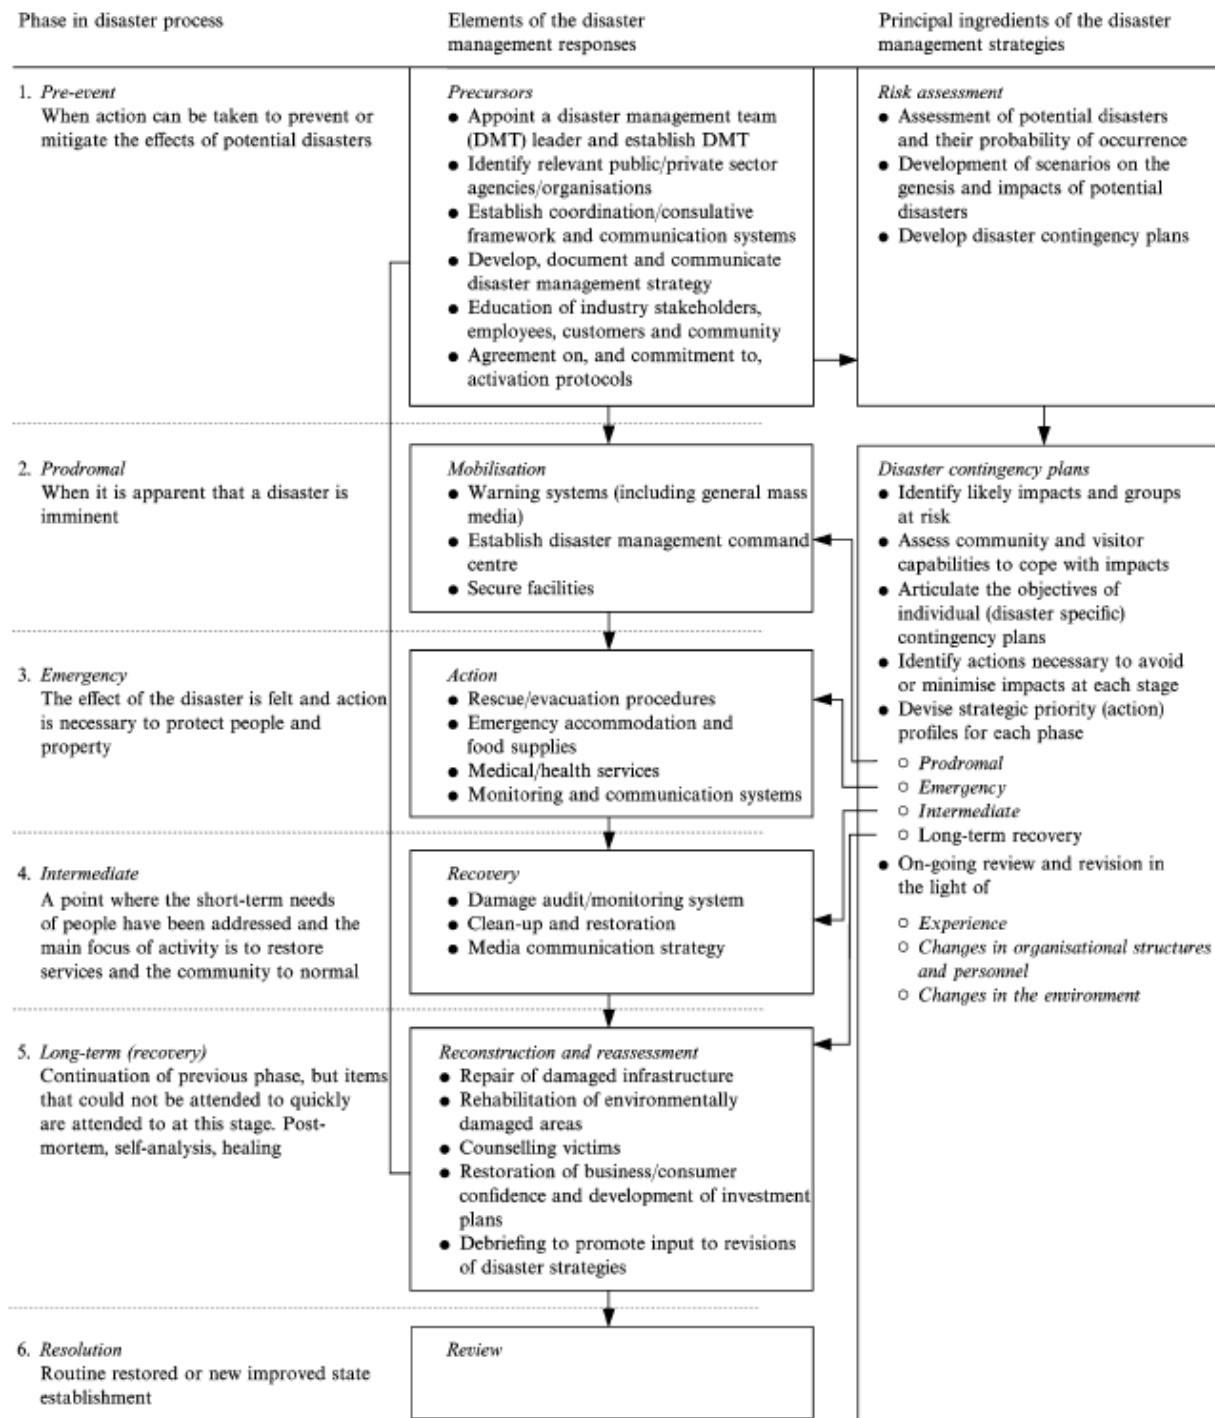 Phase in disaster process
Elements of the disaster
management responses
Principal ingredients of the disaster
management strategies
1. Pre-event
When action can be taken to prevent or
mitigate the effects of potential disasters
Precursors
● Appoint a disaster management team
(DMT) leader and establish DMT
● Identify relevant public/private sector
agencies/organisations
● Establish coordination/consulative
framework and communication systems
● Develop, document and communicate
disaster management strategy
● Education of industry stakeholders,
employees, customers and community
● Agreement on, and commitment to,
activation protocols
Risk assessment
● Assessment of potential disasters
and their probability of occurrence
● Development of scenarios on the
genesis and impacts of potential
disasters
● Develop disaster contingency plans
2. Prodromal
When it is apparent that a disaster is
imminent
Mobilisation
● Warning systems (including general mass
media)
● Establish disaster management command
centre
● Secure facilities
Disaster contingency plans
● Identify likely impacts and groups
at risk
● Assess community and visitor
capabilities to cope with impacts
● Articulate the objectives of
individual (disaster specific)
contingency plans
● Identify actions necessary to avoid
or minimise impacts at each stage
● Devise strategic priority (action)
profiles for each phase
○ Prodromal
○ Emergency
○ Intermediate
○ Long-term recovery
● On-going review and revision in
the light of
○ Experience
○ Changes in organisational structures
and personnel
○ Changes in the environment
3. Emergency
The effect of the disaster is felt and action
is necessary to protect people and
property
Action
● Rescue/evacuation procedures
● Emergency accommodation and
food supplies
● Medical/health services
● Monitoring and communication systems
4. Intermediate
A point where the short-term needs
of people have been addressed and the
main focus of activity is to restore
services and the community to normal
Recovery
● Damage audit/monitoring system
● Clean-up and restoration
● Media communication strategy
5. Long-term (recovery)
Continuation of previous phase, but items
that could not be attended to quickly
are attended to at this stage. Post-
mortem, self-analysis, healing
Reconstruction and reassessment
● Repair of damaged infrastructure
● Rehabilitation of environmentally
damaged areas
● Counselling victims
● Restoration of business/consumer
confidence and development of investment
plans
● Debriefing to promote input to revisions
of disaster strategies
6. Resolution
Routine restored or new improved state
establishment
Review